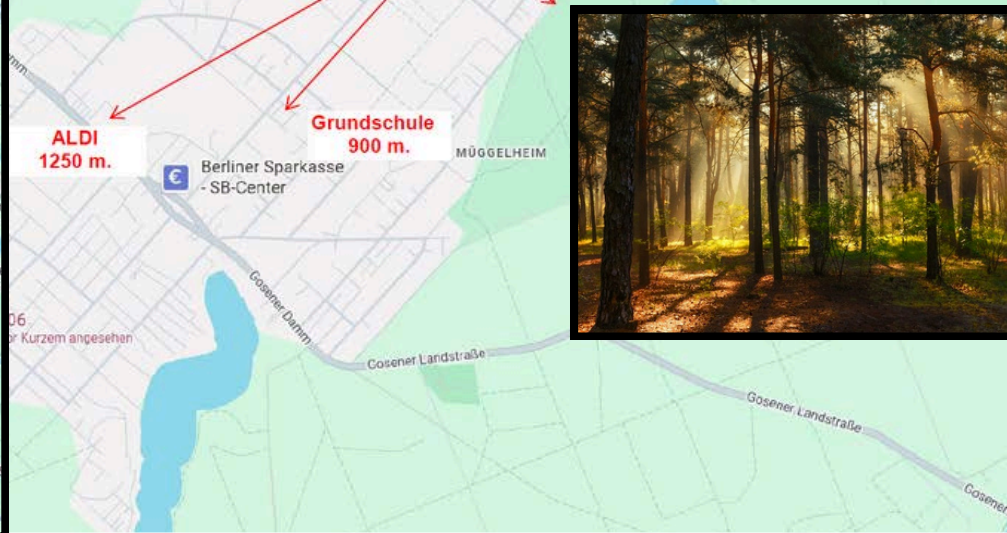 ALDI
1250 m.
Grundschule
900 m.
MÜGGELHEIM
Berliner Sparkasse
- SB-Center
Gosener Damm
06
or Kurzem angesehen
Gosener Landstraße
Gosener Landstraße
Gosener